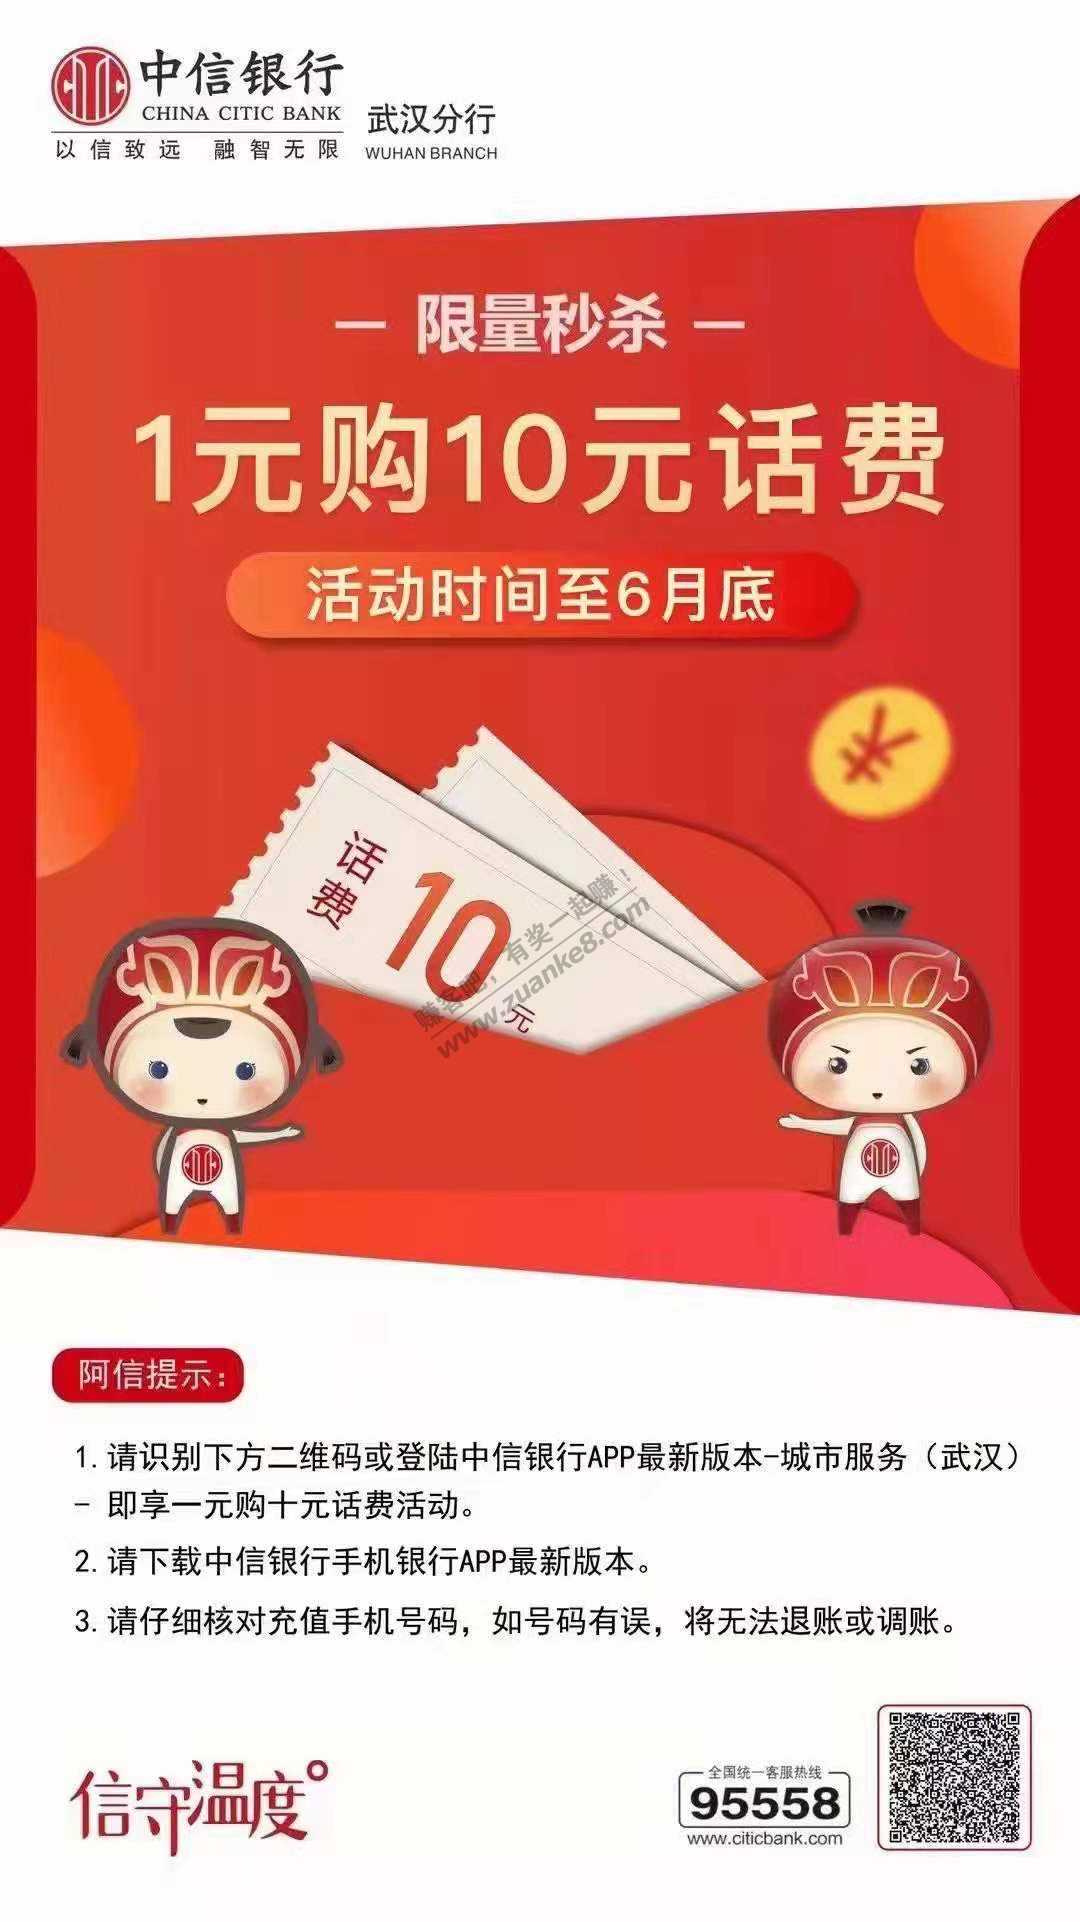 中信银行
CHINA CITIC BANK
以信致远 融智无限
武汉分行
WUHAN BRANCH
— 限量秒杀 —
1元购10元话费
活动时间至6月底
话费
10
元
赚客吧，有奖一起赚！
www.zuanke8.com
阿信提示：
1.请识别下方二维码或登陆中信银行APP最新版本-城市服务（武汉）
- 即享一元购十元话费活动。
2.请下载中信银行手机银行APP最新版本。
3.请仔细核对充值手机号码，如号码有误，将无法退账或调账。
信守温度°
全国统一客服热线
95558
www.citicbank.com